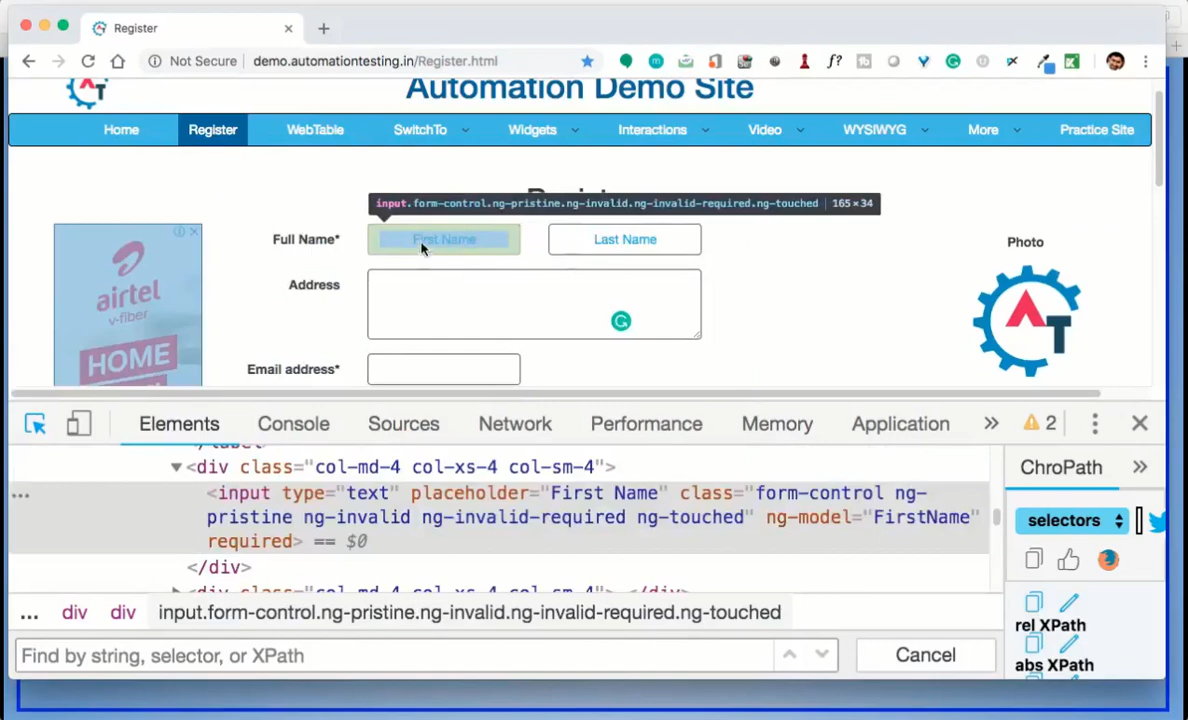 Register
Not Secure
demo.automationtesting.in/Register.html
f?
Automation Demo Site
Home
Register
WebTable
SwitchTo
Widgets
Interactions
Video
WYSIWYG
More
Practice Site
input.form-control.ng-pristine.ng-invalid.ng-invalid-required.ng-touched
165 × 34
Full Name*
First Name
Last Name
Photo
airtel
v-fiber
HOME
Address
Email address*
Elements
Console
Sources
Network
Performance
Memory
Application
»
2
<div class="col-md-4 col-xs-4 col-sm-4">
<input type="text" placeholder="First Name" class="form-control ng-
pristine ng-invalid ng-invalid-required ng-touched" ng-model="FirstName"
required> == $0
</div>
ChroPath
»
selectors
rel XPath
abs XPath
...
div
div
input.form-control.ng-pristine.ng-invalid.ng-invalid-required.ng-touched
Find by string, selector, or XPath
Cancel